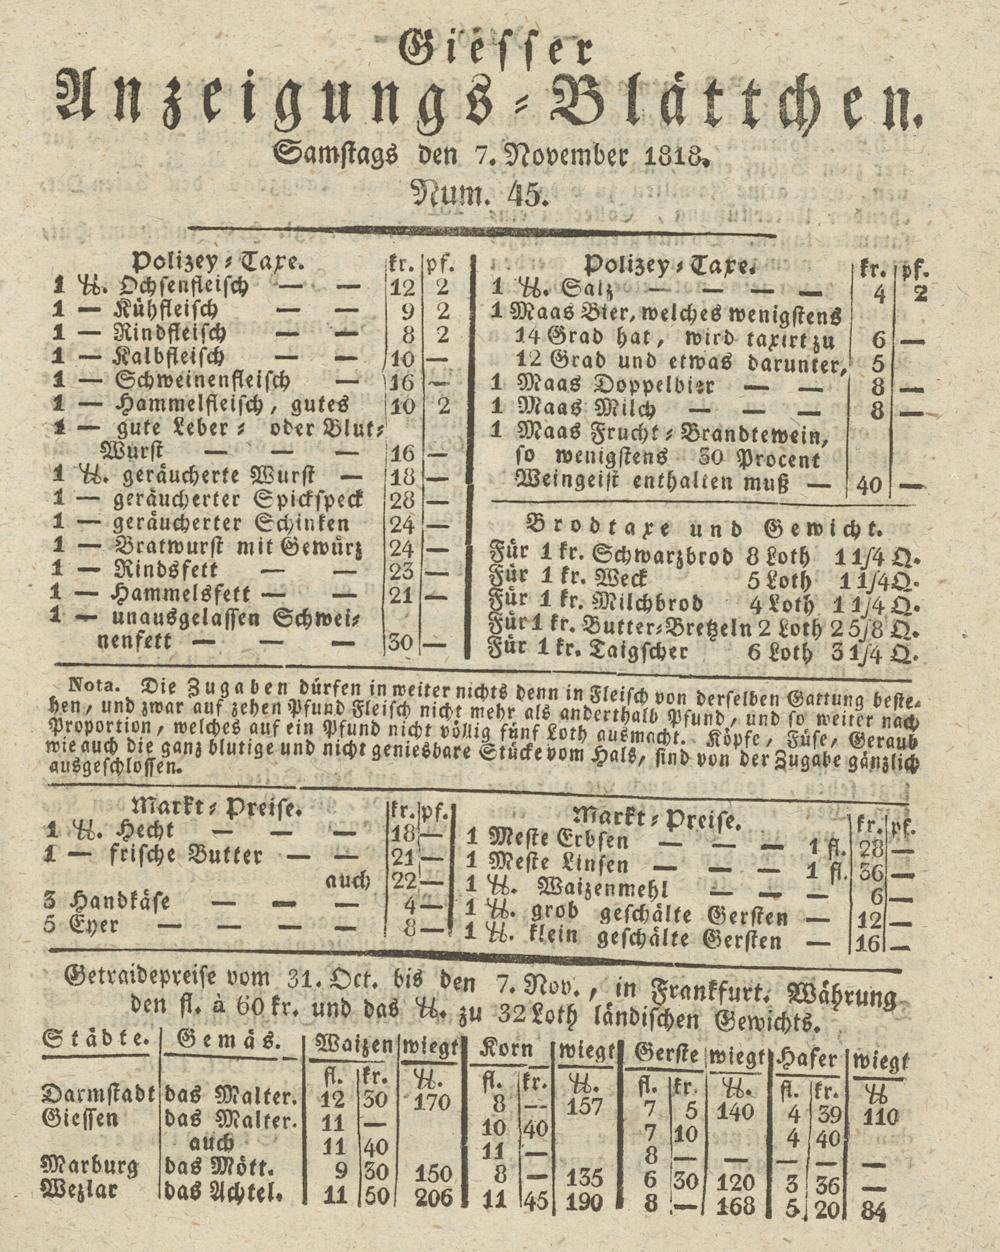 Giesser
Anzeigungs-Blättchen.
Samstags den 7. November 1818.
Num. 45.
Polizey-Taxe. kr. pf.
1 ℔. Ochsenfleisch — — 12 2
1 — Kühfleisch — — 9 2
1 — Rindfleisch — — 8 2
1 — Kalbfleisch — — 10 —
1 — Schweinenfleisch — 16 —
1 — Hammelfleisch, gutes 10 2
1 — gute Leber- oder Blut-
Wurst — — — 16 —
1 ℔. geräucherte Wurst — 18 —
1 — geräucherter Spickspeck 28 —
1 — geräucherter Schinken 24 —
1 — Bratwurst mit Gewürz 24 —
1 — Rindsfett — — 23 —
1 — Hammelsfett — — 21 —
1 — unausgelassen Schwei-
nenfett — — — 30 —
Polizey-Taxe. kr. pf.
1 ℔. Salz — — — — 4 2
1 Maas Bier, welches wenigstens
14 Grad hat, wird taxirt zu 6 —
12 Grad und etwas darunter, 5
1 Maas Doppelbier — — 8 —
1 Maas Milch — — — 8 —
1 Maas Frucht-Brandtewein,
so wenigstens 30 Procent
Weingeist enthalten muß — 40 —
Brodtaxe und Gewicht.
Für 1 kr. Schwarzbrod 8 Loth 1 1/4 Q.
Für 1 kr. Weck 5 Loth 1 1/4 Q.
Für 1 kr. Milchbrod 4 Loth 1 1/4 Q.
Für 1 kr. Butter-Bretzeln 2 Loth 2 5/8 Q.
Für 1 kr. Taigscher 6 Loth 3 1/4 Q.
Nota. Die Zugaben dürfen in weiter nichts denn in Fleisch von derselben Gattung beste-
hen, und zwar auf zehen Pfund Fleisch nicht mehr als anderthalb Pfund, und so weiter nach
Proportion, welches auf ein Pfund nicht völlig fünf Loth ausmacht. Köpfe, Füse, Geraub
wie auch die ganz blutige und nicht geniesbare Stücke vom Hals, sind von der Zugabe gänzlich
ausgeschlossen.
Markt-Preise. kr. pf.
1 ℔. Hecht — — — 18 —
1 — frische Butter — — 21 —
auch 22 —
3 Handkäse — — — 4 —
5 Eyer — — — — 8 —
Markt-Preise. kr. pf.
1 Meste Erbsen — — — 1 fl. 28 —
1 Meste Linsen — — — 1 fl. 36 —
1 ℔. Waizenmehl — — — 6 —
1 ℔. grob geschälte Gersten — 12 —
1 ℔. klein geschälte Gersten — 16 —
Getraidepreise vom 31. Oct. bis den 7. Nov., in Frankfurt. Währung
den fl. à 60 kr. und das ℔. zu 32 Loth ländischen Gewichts.
Städte. Gemäs. Waizen wiegt Korn wiegt Gerste wiegt Hafer wiegt
fl. kr. ℔. fl. kr. ℔. fl. kr. ℔. fl. kr. ℔
Darmstadt das Malter. 12 30 170 8 — 157 7 5 140 4 39 110
Giessen das Malter. 11 — 10 40 7 10 4 40
auch 11 40 11 — 8 — — — — —
Marburg das Mött. 9 30 150 8 — 135 6 30 120 3 36 —
Wezlar das Achtel. 11 50 206 11 45 190 8 — 168 5 20 84